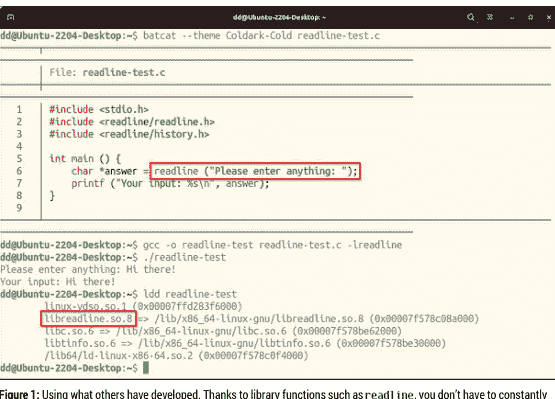 dd@Ubuntu-2204-Desktop: ~
dd@Ubuntu-2204-Desktop:~$ batcat --theme Coldark-Cold readline-test.c
File: readline-test.c
1 #include <stdio.h>
2 #include <readline/readline.h>
3 #include <readline/history.h>
4
5 int main () {
6 char *answer = readline ("Please enter anything: ");
7 printf ("Your input: %s\n", answer);
8 }
9
dd@Ubuntu-2204-Desktop:~$ gcc -o readline-test readline-test.c -lreadline
dd@Ubuntu-2204-Desktop:~$ ./readline-test
Please enter anything: Hi there!
Your input: Hi there!
dd@Ubuntu-2204-Desktop:~$ ldd readline-test
linux-vdso.so.1 (0x00007ffd283f6000)
libreadline.so.8 => /lib/x86_64-linux-gnu/libreadline.so.8 (0x00007f578c08a000)
libc.so.6 => /lib/x86_64-linux-gnu/libc.so.6 (0x00007f578be62000)
libtinfo.so.6 => /lib/x86_64-linux-gnu/libtinfo.so.6 (0x00007f578be30000)
/lib64/ld-linux-x86-64.so.2 (0x00007f578c0f4000)
dd@Ubuntu-2204-Desktop:~$
Figure 1: Using what others have developed. Thanks to library functions such as readline, you don't have to constantly